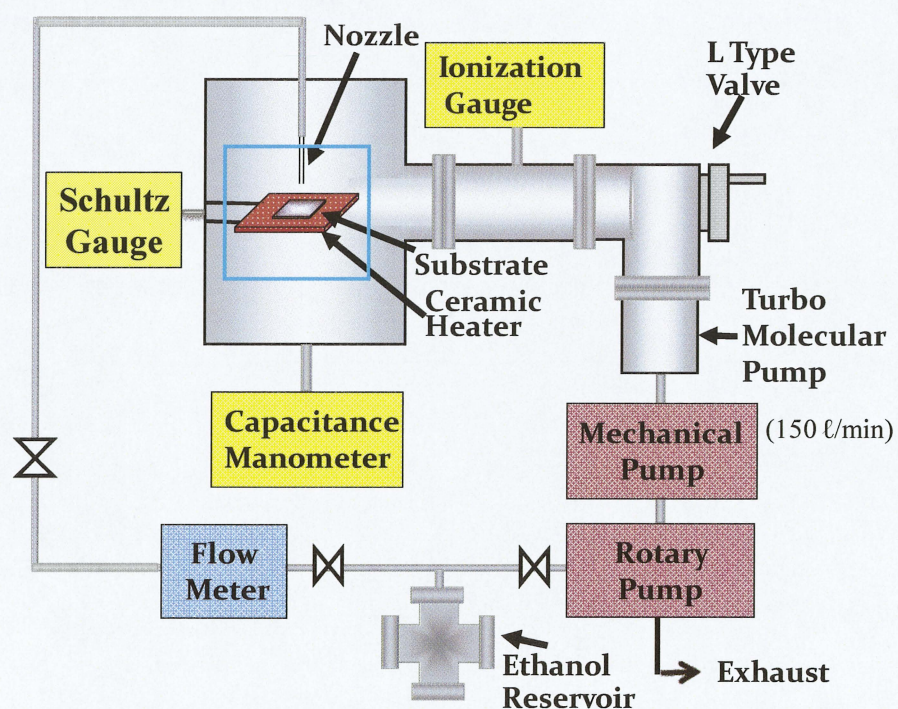 Nozzle
Ionization
Gauge
L Type
Valve
Schultz
Gauge
Substrate
Ceramic
Heater
Turbo
Molecular
Pump
Capacitance
Manometer
Mechanical
Pump
(150 ℓ/min)
Flow
Meter
Rotary
Pump
Ethanol
Reservoir
Exhaust